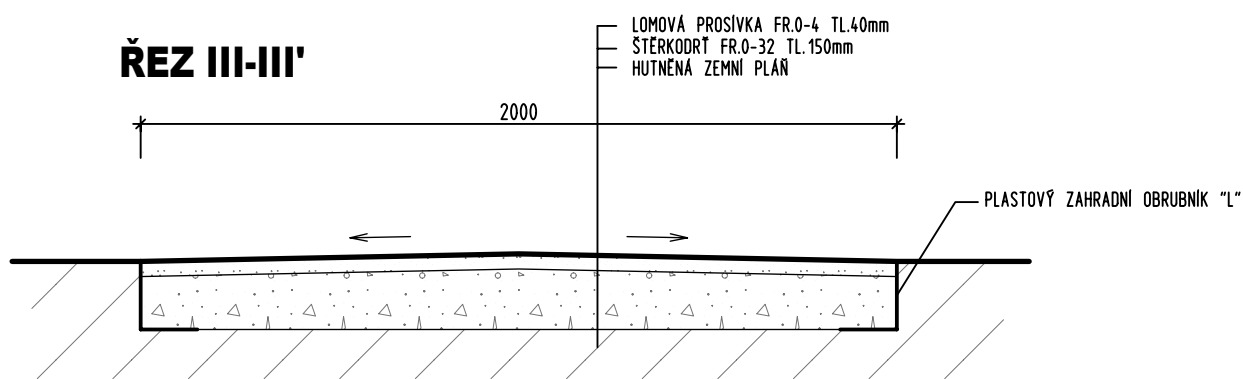 LOMOVÁ PROSÍVKA FR.0-4 TL.40mm
ŠTĚRKODRŤ FR.0-32 TL.150mm
HUTNĚNÁ ZEMNÍ PLÁŇ
ŘEZ III-III'
2000
PLASTOVÝ ZAHRADNÍ OBRUBNÍK "L"